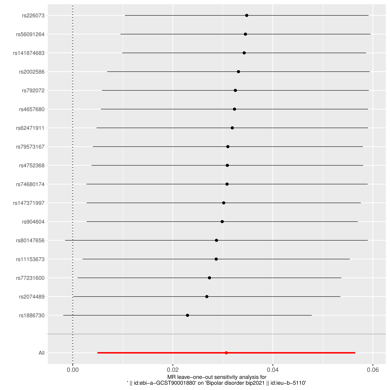 rs226073
rs56091264
rs141874683
rs2002586
rs792072
rs4657680
rs62471911
rs79573167
rs4752368
rs74680174
rs147371997
rs904604
rs80147656
rs11153673
rs77231600
rs2074489
rs1886730
All
0.00
0.02
0.04
0.06
MR leave−one−out sensitivity analysis for
' || id:ebi−a−GCST90001880' on 'Bipolar disorder bip2021 || id:ieu−b−5110'